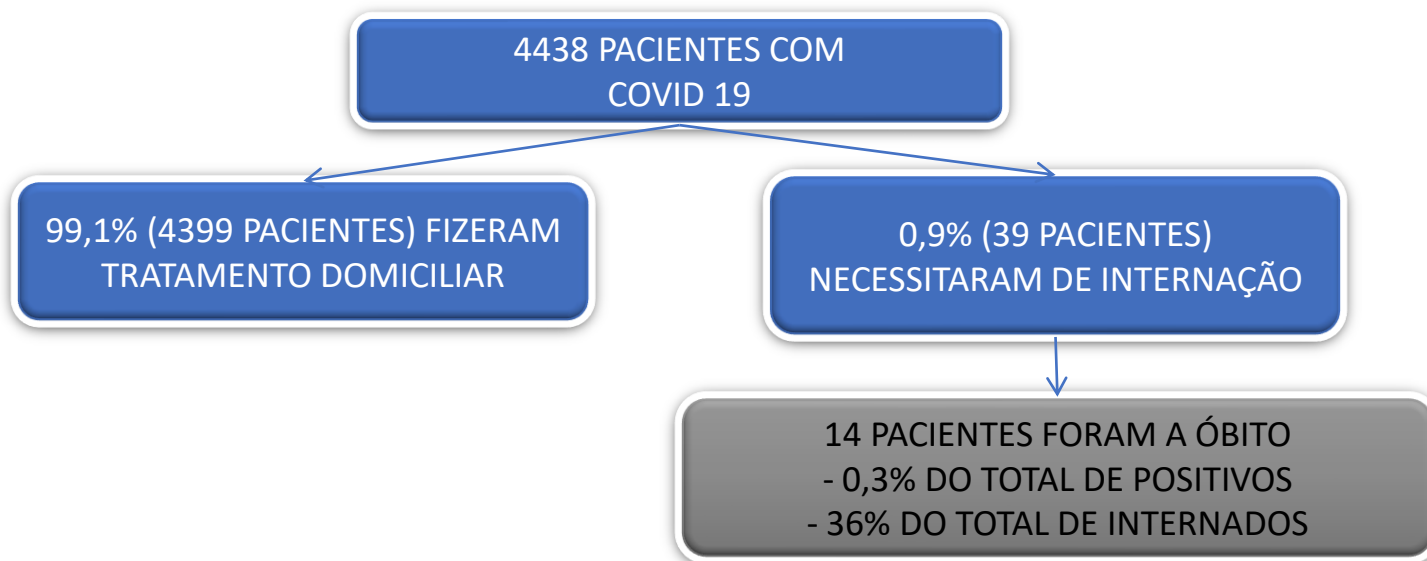 4438 PACIENTES COM
COVID 19
99,1% (4399 PACIENTES) FIZERAM
TRATAMENTO DOMICILIAR
0,9% (39 PACIENTES)
NECESSITARAM DE INTERNAÇÃO
14 PACIENTES FORAM A ÓBITO
- 0,3% DO TOTAL DE POSITIVOS
- 36% DO TOTAL DE INTERNADOS